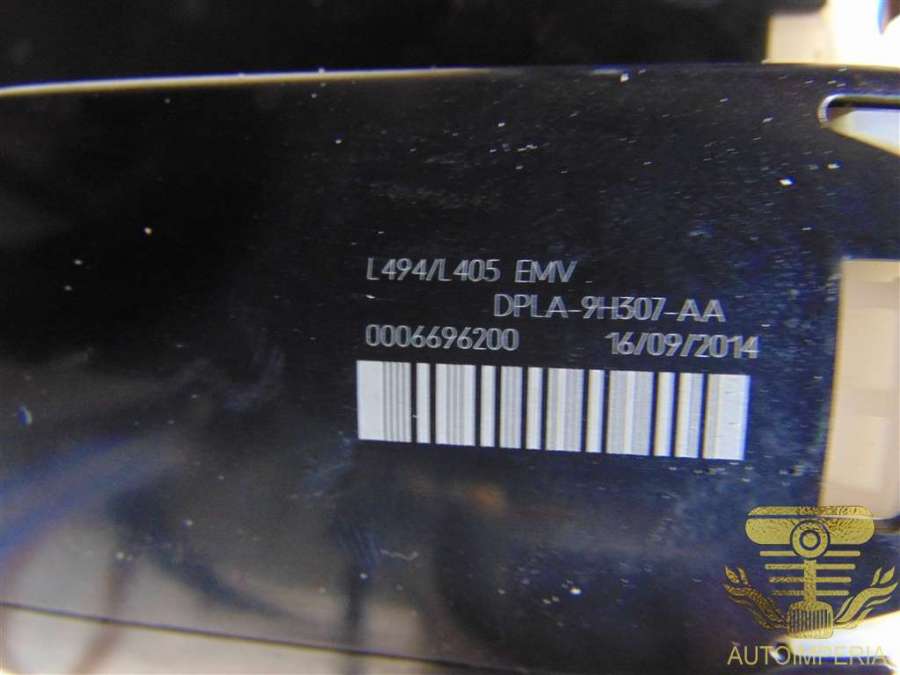 L494/L405 EMV
DPLA-9H307-AA
0006696200 16/09/2014
AUTOIMPERIA